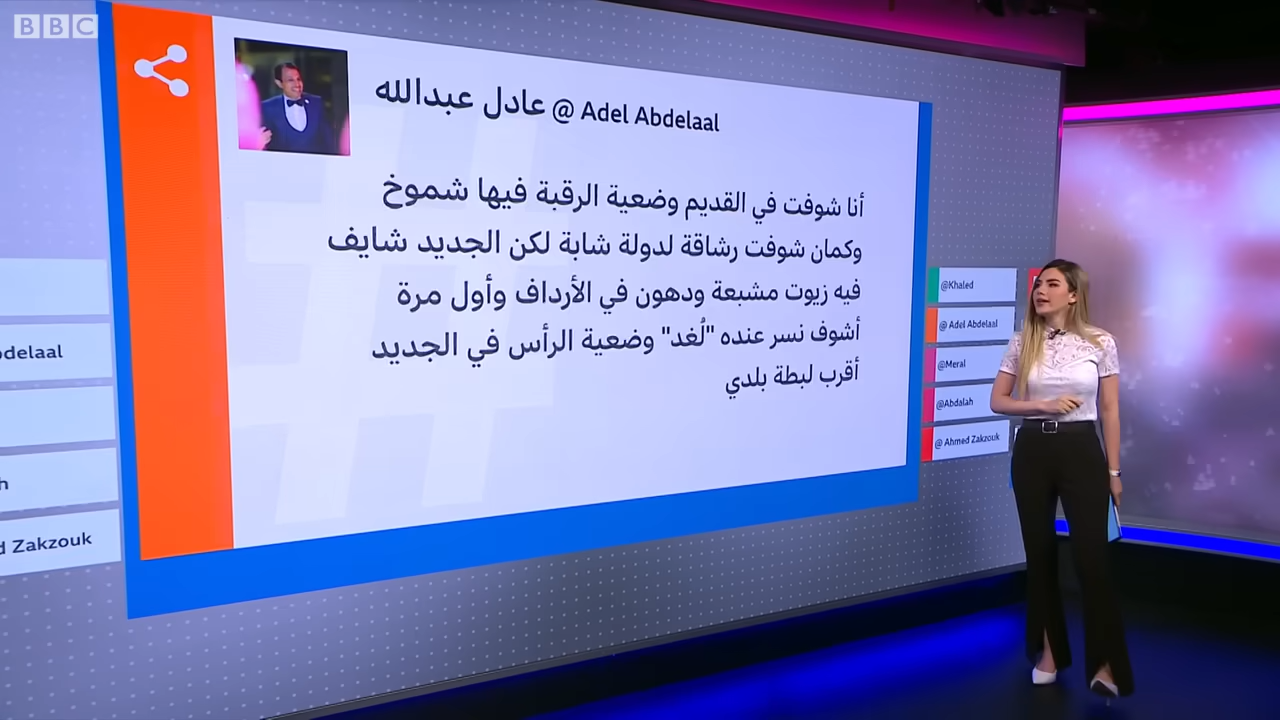 BBC
عادل عبدالله @ Adel Abdelaal
أنا شوفت في القديم وضعية الرقبة فيها شموخ
وكمان شوفت رشاقة لدولة شابة لكن الجديد شايف
فيه زيوت مشبعة ودهون في الأرداف وأول مرة
أشوف نسر عنده "لُغد" وضعية الرأس في الجديد
أقرب لبطة بلدي
@Khaled
@ Adel Abdelaal
@Meral
@Abdalah
@ Ahmed Zakzouk
delaal
h
d Zakzouk